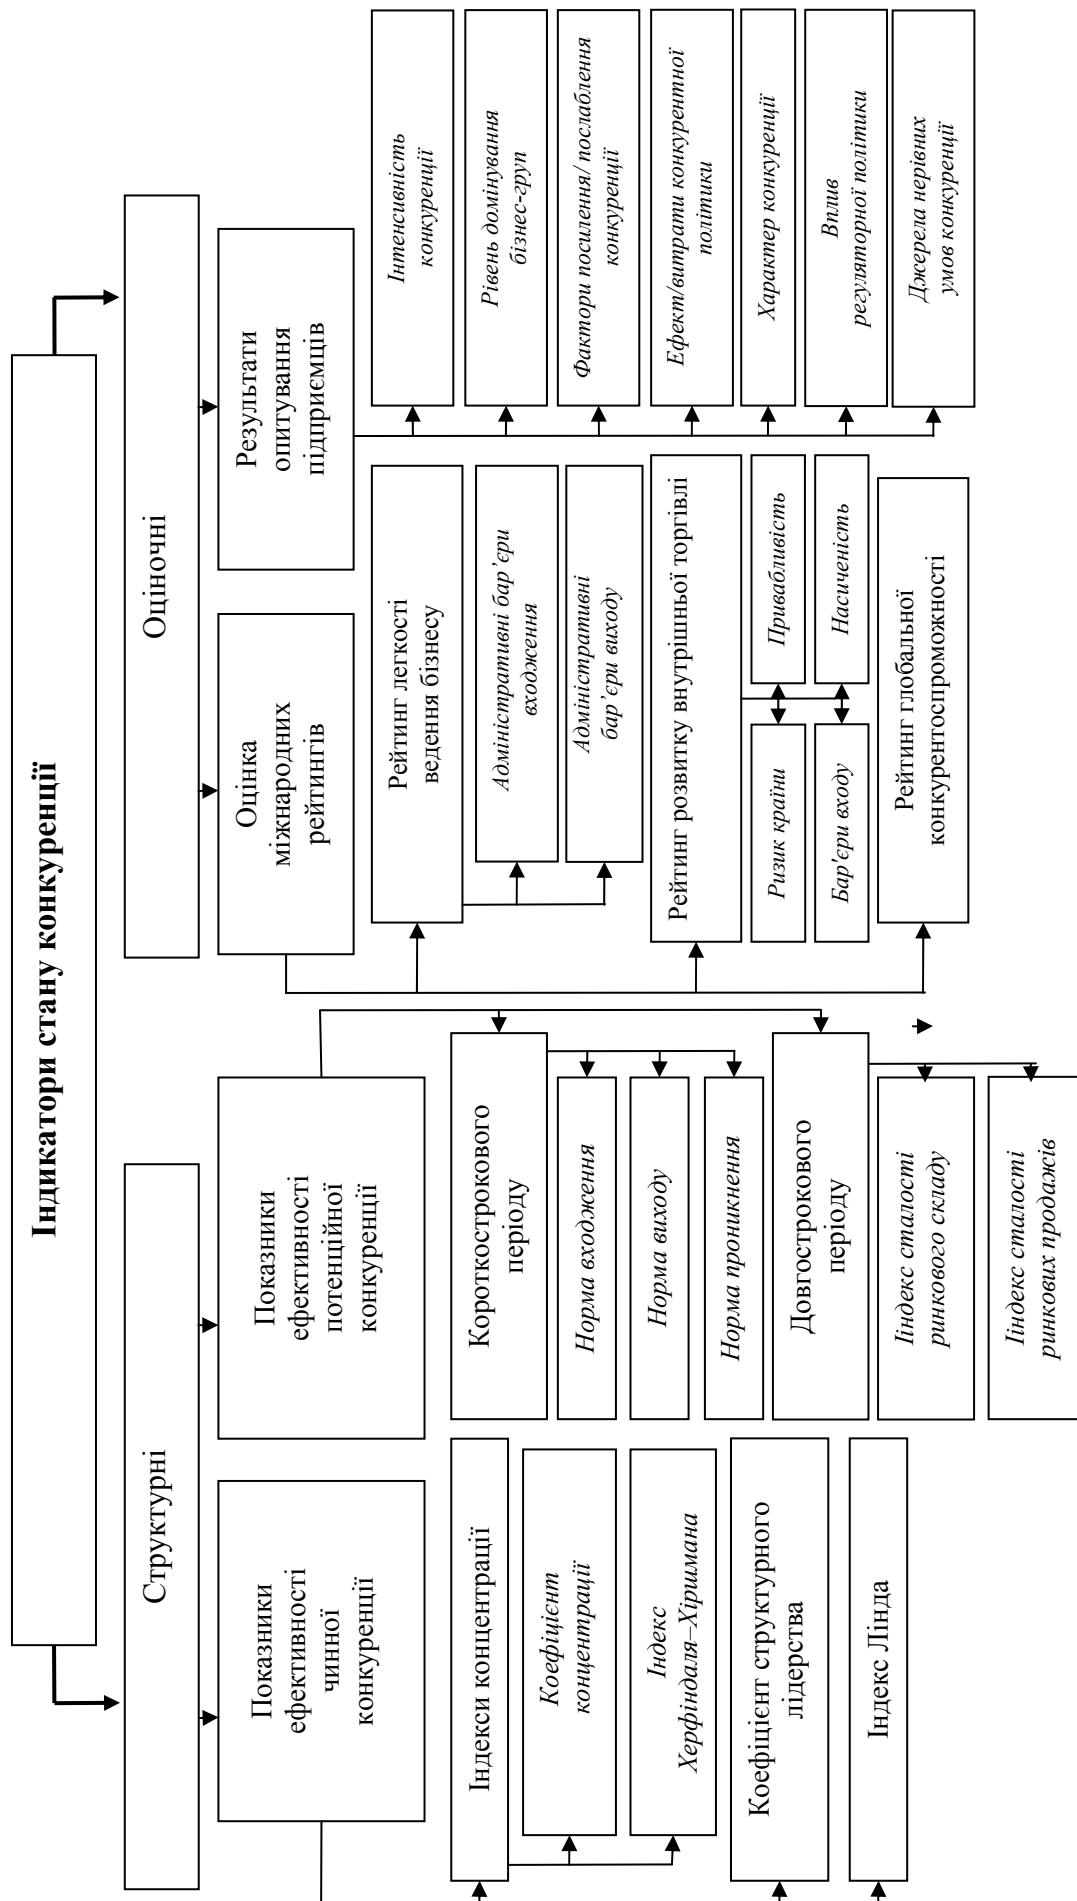 Індикатори стану конкуренції
Структурні
Оціночні
Показники
ефективності
чинної
конкуренції
Показники
ефективності
потенційної
конкуренції
Оцінка
міжнародних
рейтингів
Результати
опитування
підприємців
Індекси концентрації
Коефіцієнт
концентрації
Індекс
Херфіндаля–Хіршмана
Коефіцієнт структурного
лідерства
Індекс Лінда
Короткострокового
періоду
Норма входження
Норма виходу
Норма проникнення
Довгострокового
періоду
Ііндекс сталості
ринкового складу
Ііндекс сталості
ринкових продажів
Рейтинг легкості
ведення бізнесу
Адміністративні бар’єри
входження
Адміністративні
бар’єри виходу
Рейтинг розвитку внутрішньої торгівлі
Ризик країни
Привабливість
Бар'єри входу
Насиченість
Рейтинг глобальної
конкурентоспроможності
Інтенсивність
конкуренції
Рівень домінування
бізнес-груп
Фактори посилення/ послаблення
конкуренції
Ефект/витрати конкурентної
політики
Характер конкуренції
Вплив
регуляторної політики
Джерела нерівних
умов конкуренції